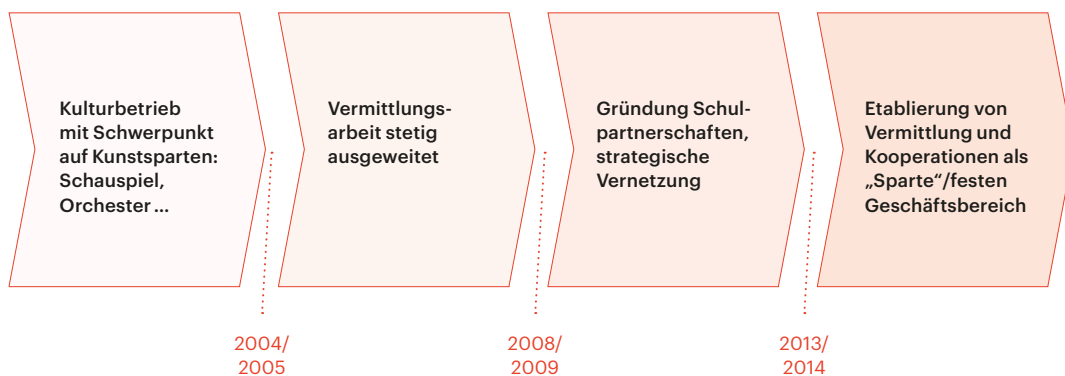 Kulturbetrieb
mit Schwerpunkt
auf Kunstsparten:
Schauspiel,
Orchester ...
Vermittlungs-
arbeit stetig
ausgeweitet
Gründung Schul-
partnerschaften,
strategische
Vernetzung
Etablierung von
Vermittlung und
Kooperationen als
„Sparte“/festen
Geschäftsbereich
2004/
2005
2008/
2009
2013/
2014